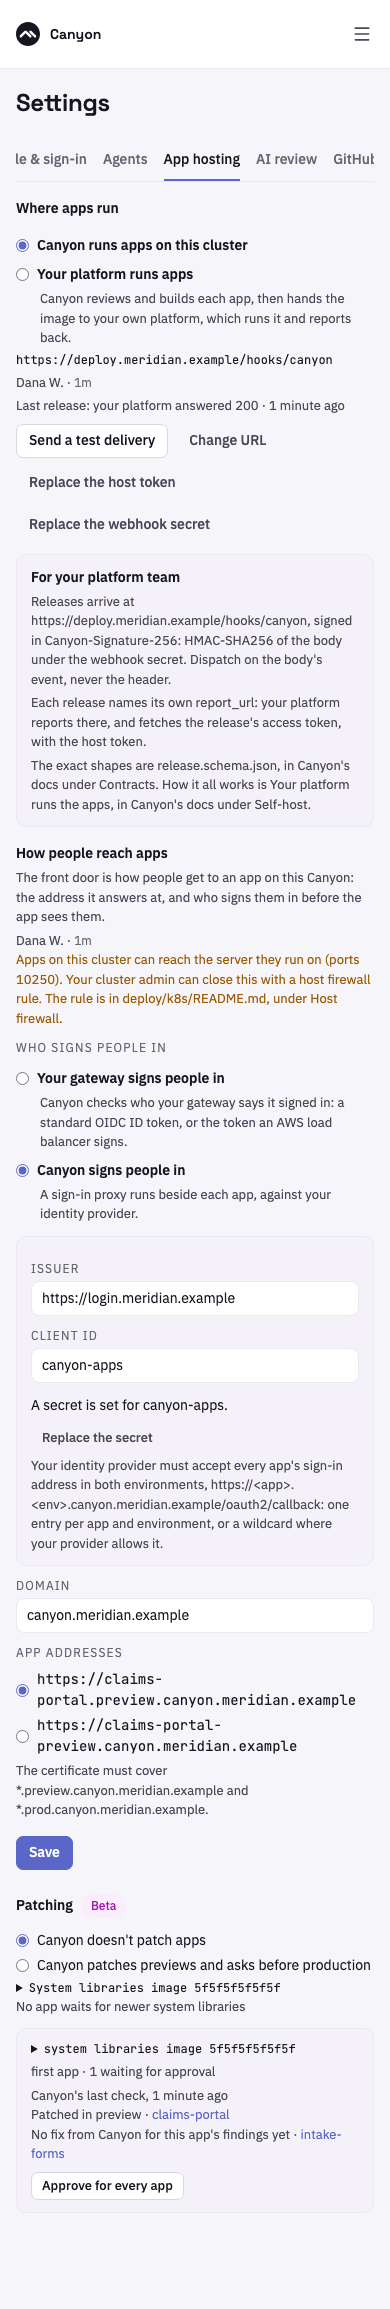 Canyon
Settings
le & sign-in Agents App hosting AI review GitHub
Where apps run
Canyon runs apps on this cluster
Your platform runs apps
Canyon reviews and builds each app, then hands the
image to your own platform, which runs it and reports
back.
https://deploy.meridian.example/hooks/canyon
Dana W. · 1m
Last release: your platform answered 200 · 1 minute ago
Send a test delivery Change URL
Replace the host token
Replace the webhook secret
For your platform team
Releases arrive at
https://deploy.meridian.example/hooks/canyon, signed
in Canyon-Signature-256: HMAC-SHA256 of the body
under the webhook secret. Dispatch on the body's
event, never the header.
Each release names its own report_url: your platform
reports there, and fetches the release's access token,
with the host token.
The exact shapes are release.schema.json, in Canyon's
docs under Contracts. How it all works is Your platform
runs the apps, in Canyon's docs under Self-host.
How people reach apps
The front door is how people get to an app on this Canyon:
the address it answers at, and who signs them in before the
app sees them.
Dana W. · 1m
Apps on this cluster can reach the server they run on (ports
10250). Your cluster admin can close this with a host firewall
rule. The rule is in deploy/k8s/README.md, under Host
firewall.
WHO SIGNS PEOPLE IN
Your gateway signs people in
Canyon checks who your gateway says it signed in: a
standard OIDC ID token, or the token an AWS load
balancer signs.
Canyon signs people in
A sign-in proxy runs beside each app, against your
identity provider.
ISSUER
https://login.meridian.example
CLIENT ID
canyon-apps
A secret is set for canyon-apps.
Replace the secret
Your identity provider must accept every app's sign-in
address in both environments, https://<app>.
<env>.canyon.meridian.example/oauth2/callback: one
entry per app and environment, or a wildcard where
your provider allows it.
DOMAIN
canyon.meridian.example
APP ADDRESSES
https://claims-
portal.preview.canyon.meridian.example
https://claims-portal-
preview.canyon.meridian.example
The certificate must cover
*.preview.canyon.meridian.example and
*.prod.canyon.meridian.example.
Save
Patching Beta
Canyon doesn't patch apps
Canyon patches previews and asks before production
System libraries image 5f5f5f5f5f5f
No app waits for newer system libraries
system libraries image 5f5f5f5f5f5f
first app · 1 waiting for approval
Canyon's last check, 1 minute ago
Patched in preview · claims-portal
No fix from Canyon for this app's findings yet · intake-
forms
Approve for every app